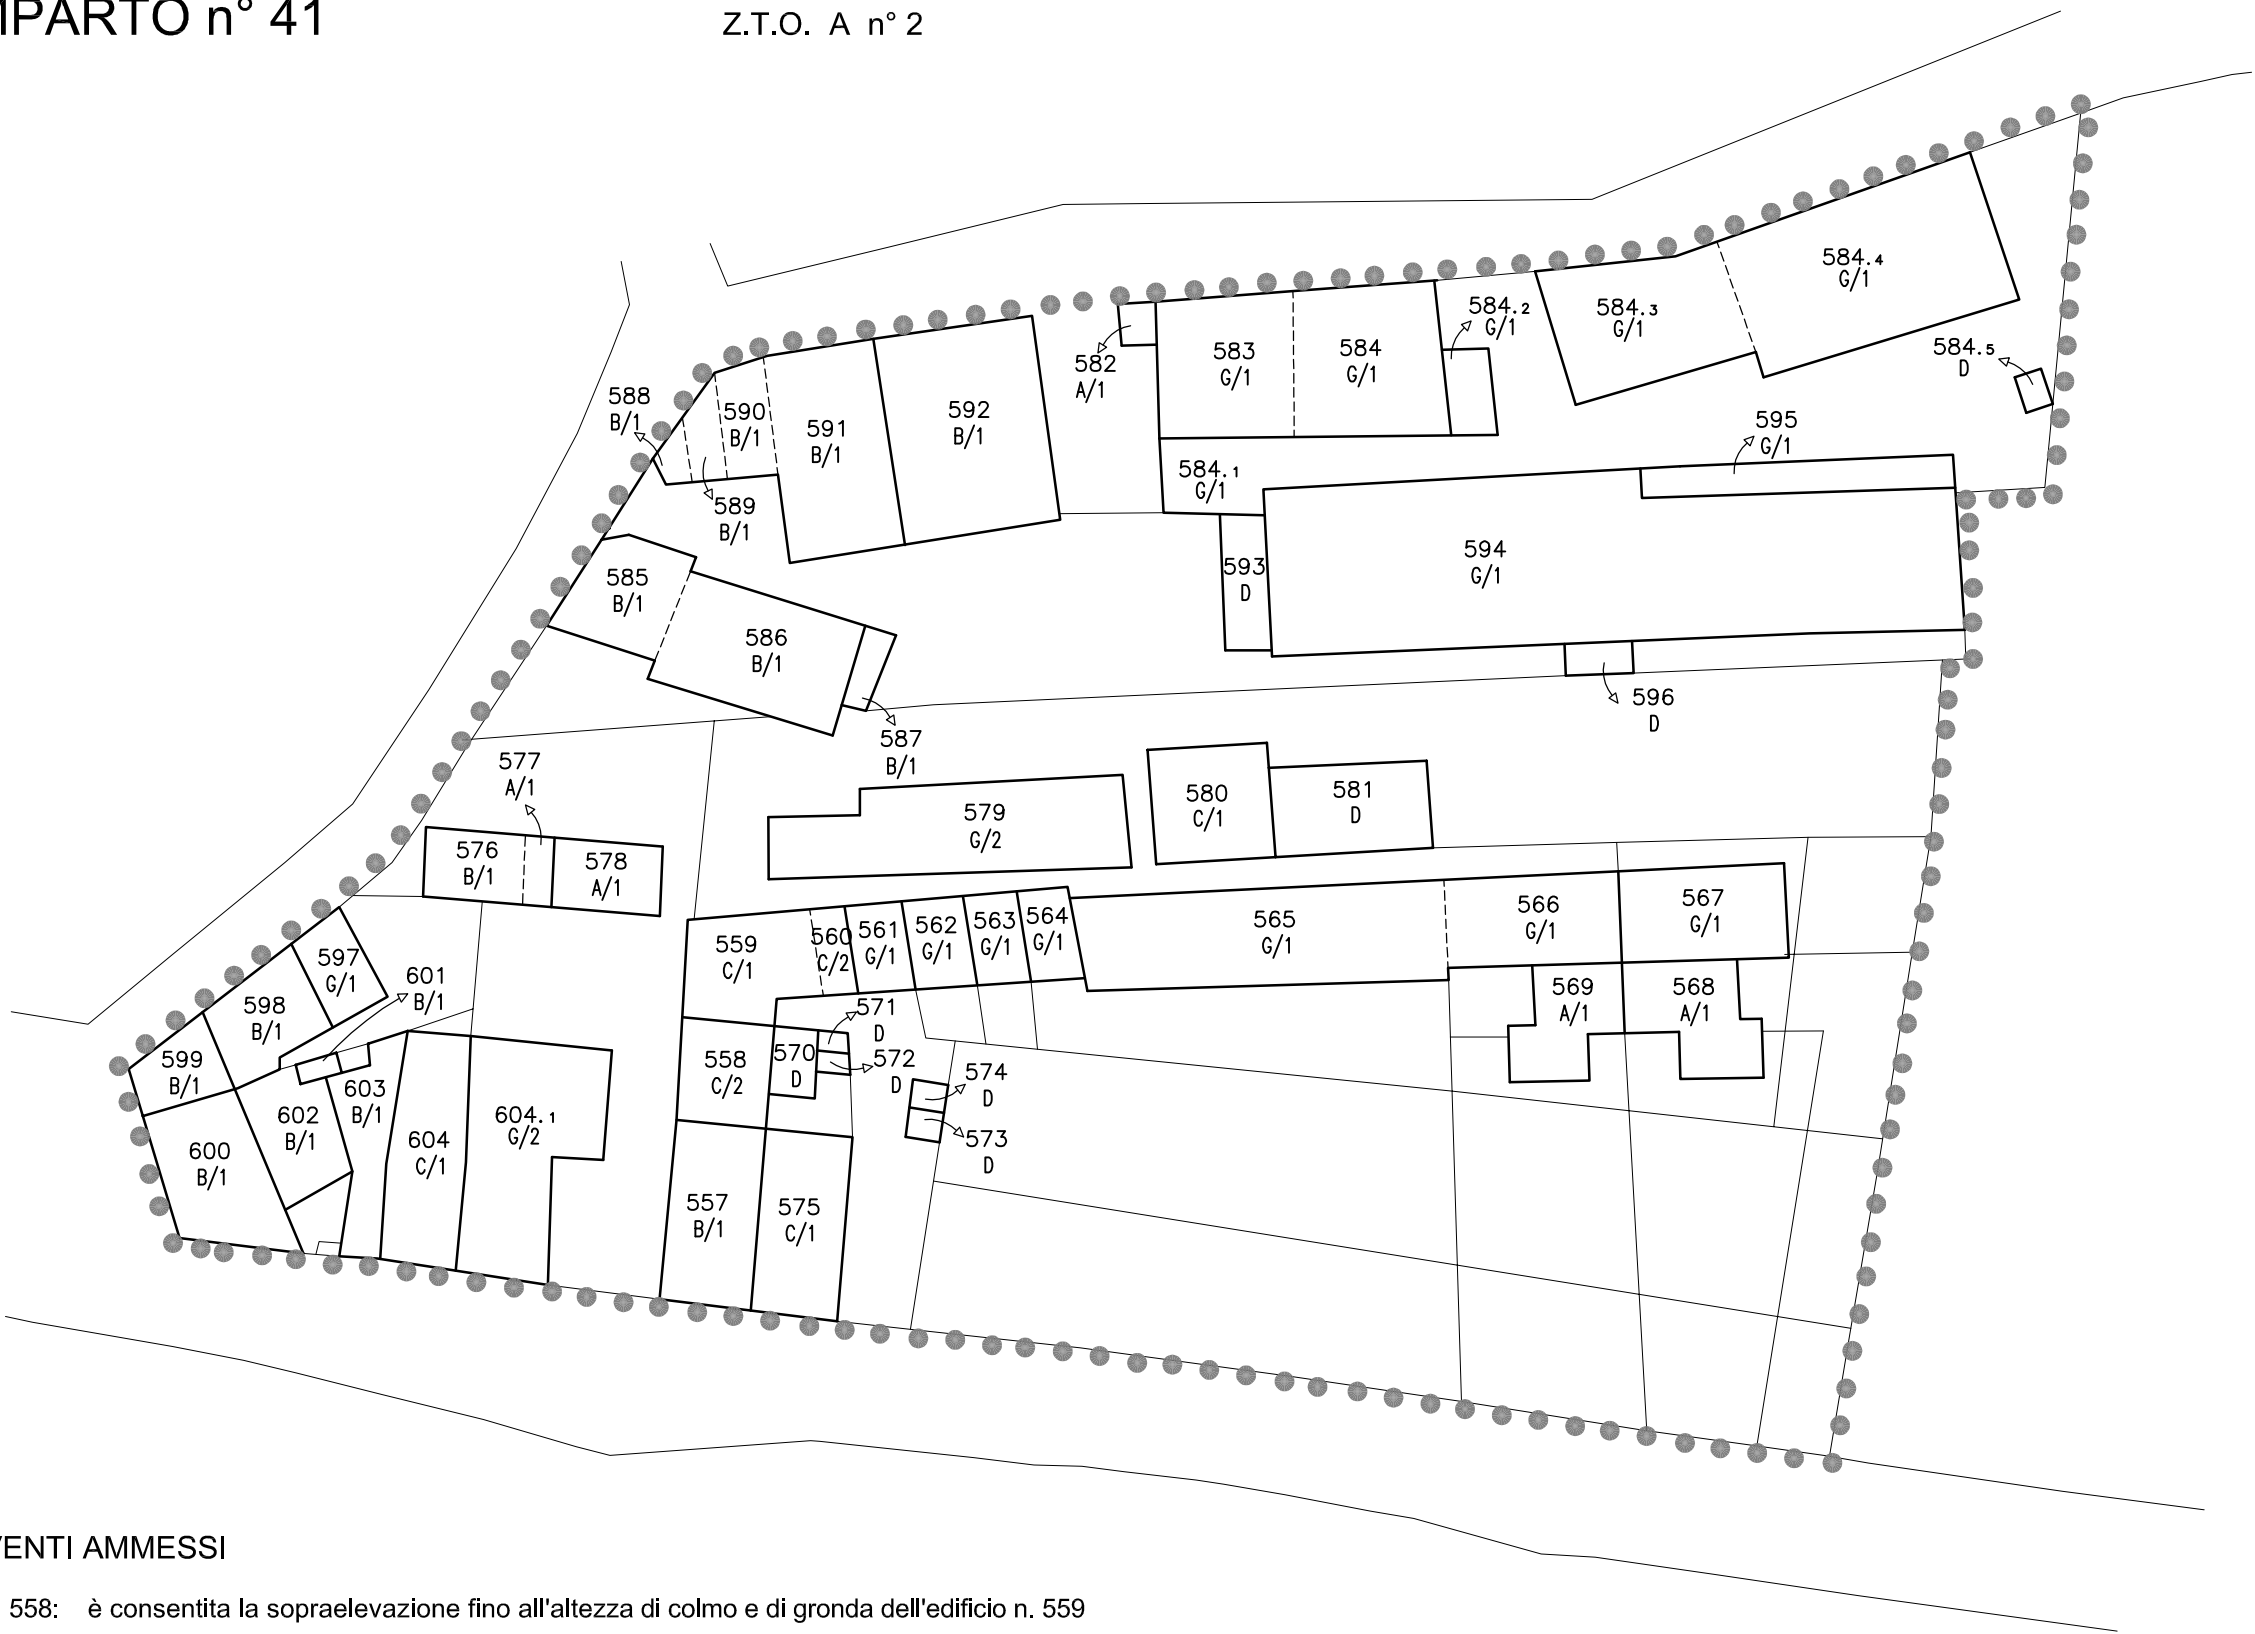 MPARTO n° 41
Z.T.O. A n° 2
584.4
G/1
584.2
G/1
584.3
G/1
583
G/1
584
G/1
582
A/1
584.5
D
588
B/1
590
B/1
591
B/1
592
B/1
595
G/1
584.1
G/1
589
B/1
594
G/1
593
D
585
B/1
586
B/1
596
D
587
B/1
577
A/1
580
C/1
581
D
579
G/2
576
B/1
578
A/1
567
G/1
566
G/1
565
G/1
564
G/1
563
G/1
562
G/1
561
G/1
560
C/2
559
C/1
597
G/1
601
B/1
598
B/1
569
A/1
568
A/1
571
D
570
D
572
D
558
C/2
574
D
599
B/1
603
B/1
602
B/1
604.1
G/2
604
C/1
573
D
600
B/1
557
B/1
575
C/1
VENTI AMMESSI
558: è consentita la sopraelevazione fino all'altezza di colmo e di gronda dell'edificio n. 559